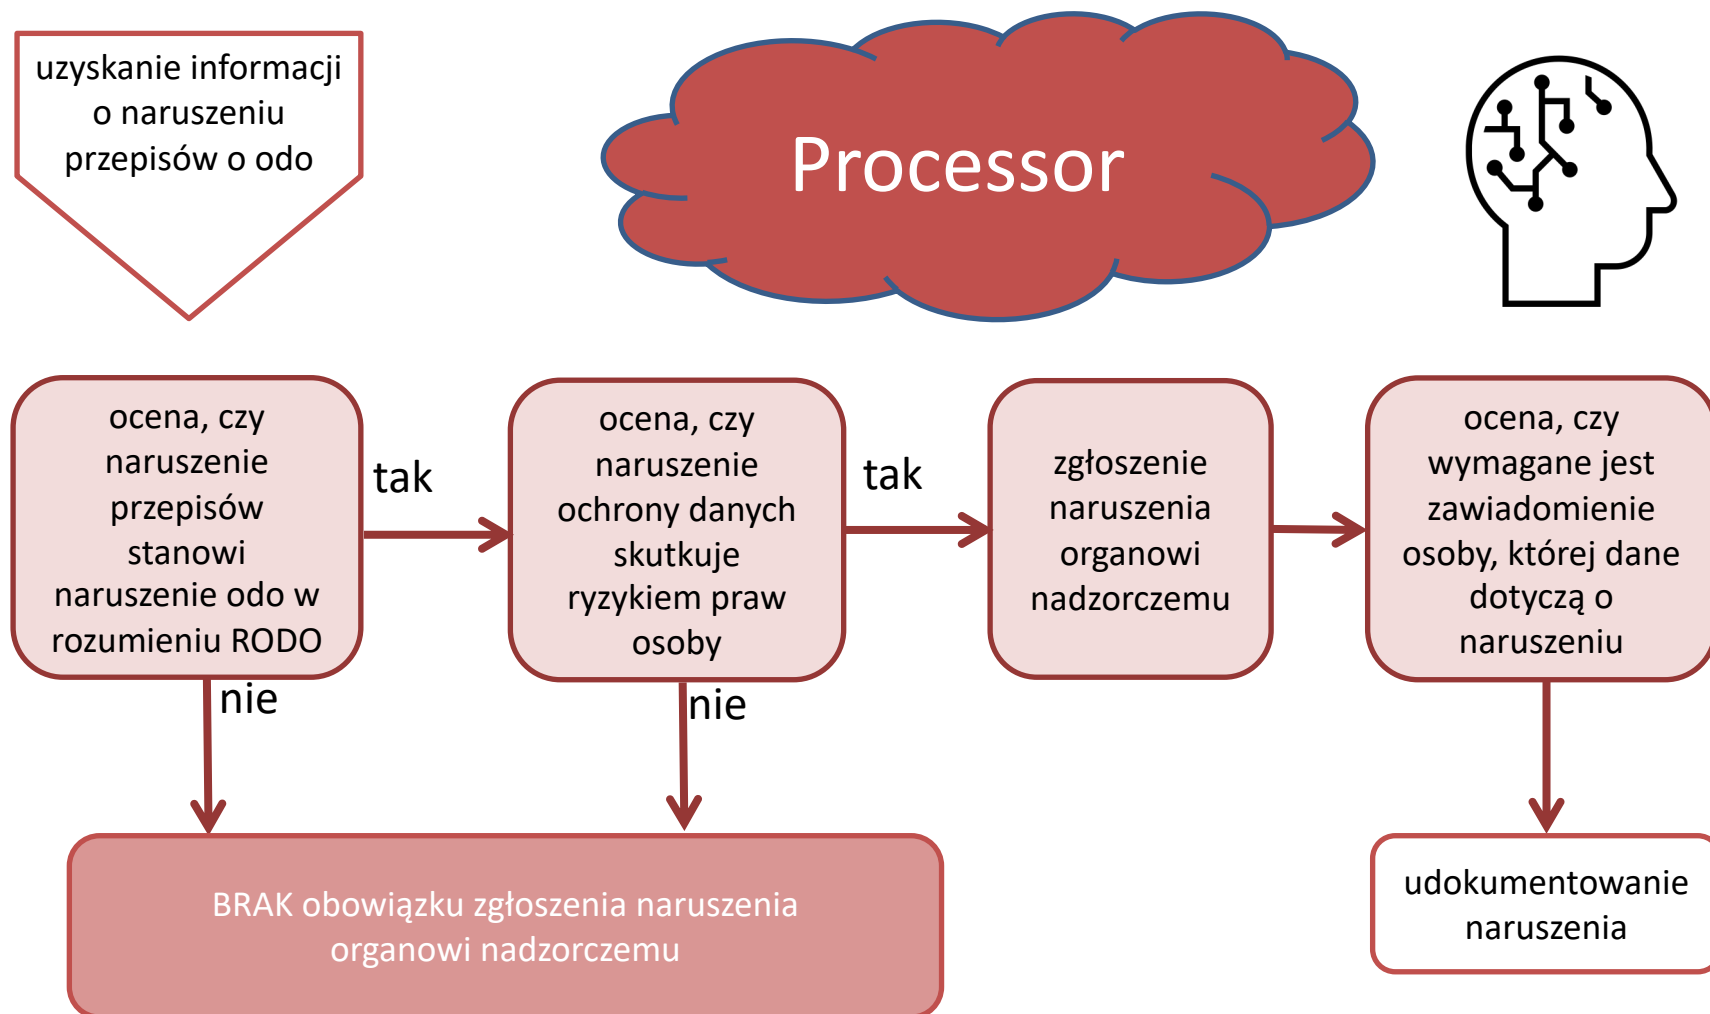 uzyskanie informacji
o naruszeniu
przepisów o odo
Processor
ocena, czy
naruszenie
przepisów
stanowi
naruszenie odo w
rozumieniu RODO
tak
ocena, czy
naruszenie
ochrony danych
skutkuje
ryzykiem praw
osoby
tak
zgłoszenie
naruszenia
organowi
nadzorczemu
ocena, czy
wymagane jest
zawiadomienie
osoby, której dane
dotyczą o
naruszeniu
nie
nie
BRAK obowiązku zgłoszenia naruszenia
organowi nadzorczemu
udokumentowanie
naruszenia